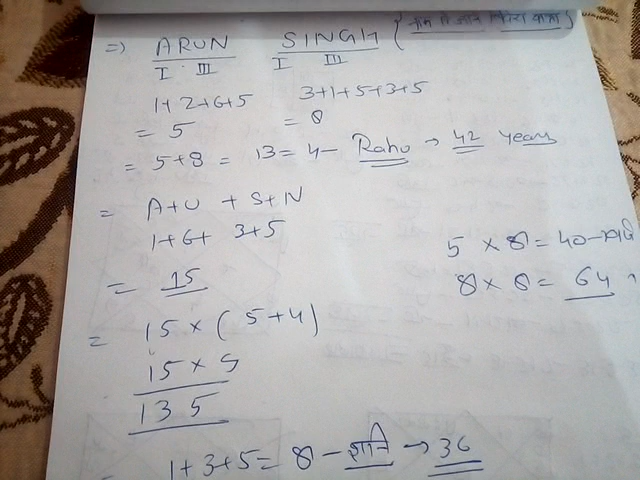 =) ARUN SINGH { नाम से जाने
I III I III
1+2+6+5 3+1+5+3+5
= 5 = 8
= 5+8 = 13 = 4- Rahu → 42 years
= A+U + S+N
1+6+ 3+5
= 15
5 × 8 = 40-शनि
8 × 8 = 64
= 15 × ( 5+4)
15 × 9
135
= 1+3+5= 8 - शनि → 36